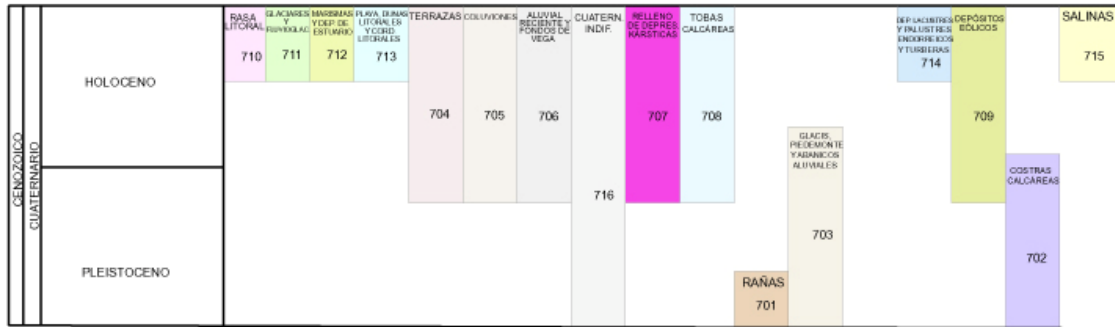 CENOZOICO
CUATERNARIO
HOLOCENO
PLEISTOCENO
RASA
LITORAL
710
GLACIARES
Y
FLUVIOGLAC.
711
MARISMAS
Y DEP. DE
ESTUARIO
712
PLAYA, DUNAS
LITORALES
Y CORD
LITORALES
713
TERRAZAS
704
COLUVIONES
705
ALUVIAL
RECIENTE Y
FONDOS DE
VEGA
706
CUATERN.
INDIF.
716
RELLENO
DE DEPRES.
KÁRSTICAS
707
TOBAS
CALCÁREAS
708
RAÑAS
701
GLACIS,
PIEDEMONTE
Y ABANICOS
ALUVIALES
703
DEP. LACUSTRES
Y PALUSTRES
ENDORREICOS
Y TURBERAS
714
DEPÓSITOS
EÓLICOS
709
COSTRAS
CALCÁREAS
702
SALINAS
715